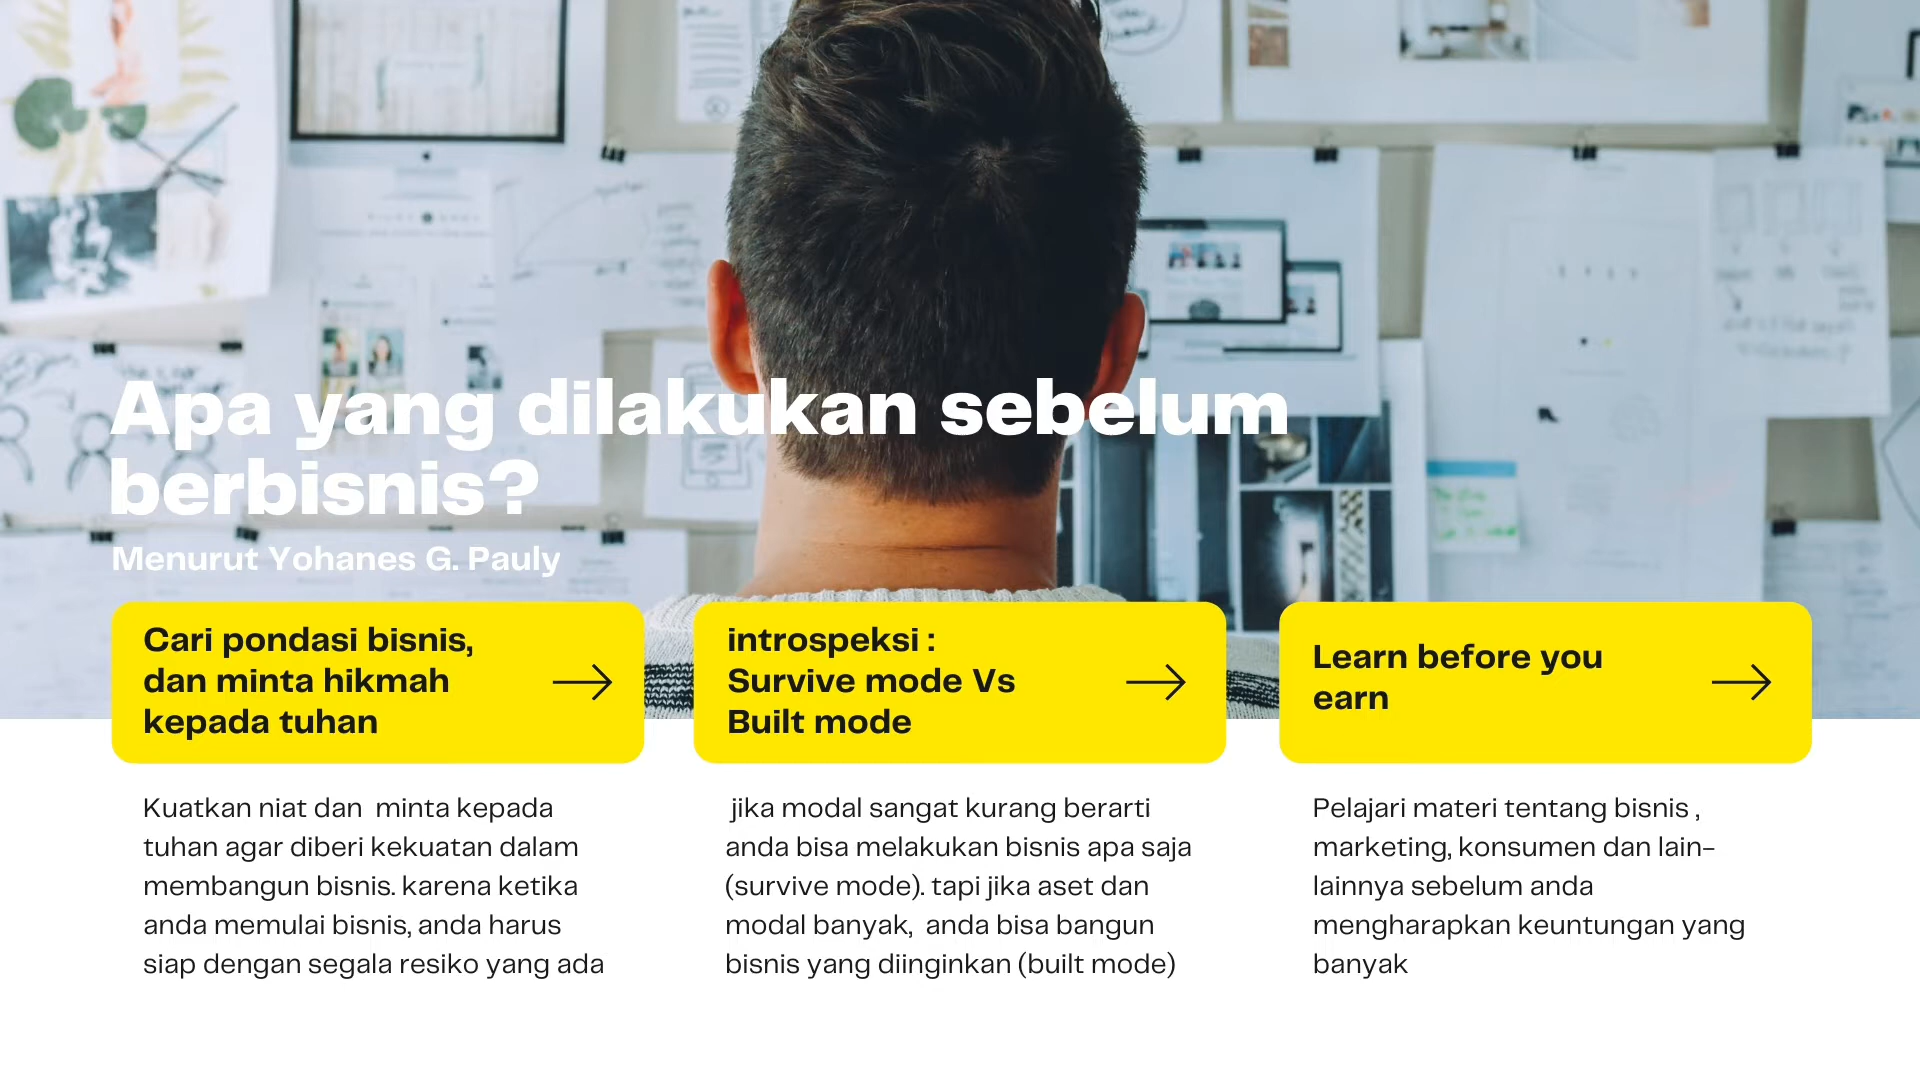 Apa yang dilakukan sebelum
berbisnis?
Menurut Yohanes G. Pauly
Cari pondasi bisnis,
dan minta hikmah
kepada tuhan
introspeksi :
Survive mode Vs
Built mode
Learn before you
earn
Kuatkan niat dan  minta kepada
tuhan agar diberi kekuatan dalam
membangun bisnis. karena ketika
anda memulai bisnis, anda harus
siap dengan segala resiko yang ada
jika modal sangat kurang berarti
anda bisa melakukan bisnis apa saja
(survive mode). tapi jika aset dan
modal banyak,  anda bisa bangun
bisnis yang diinginkan (built mode)
Pelajari materi tentang bisnis ,
marketing, konsumen dan lain-
lainnya sebelum anda
mengharapkan keuntungan yang
banyak